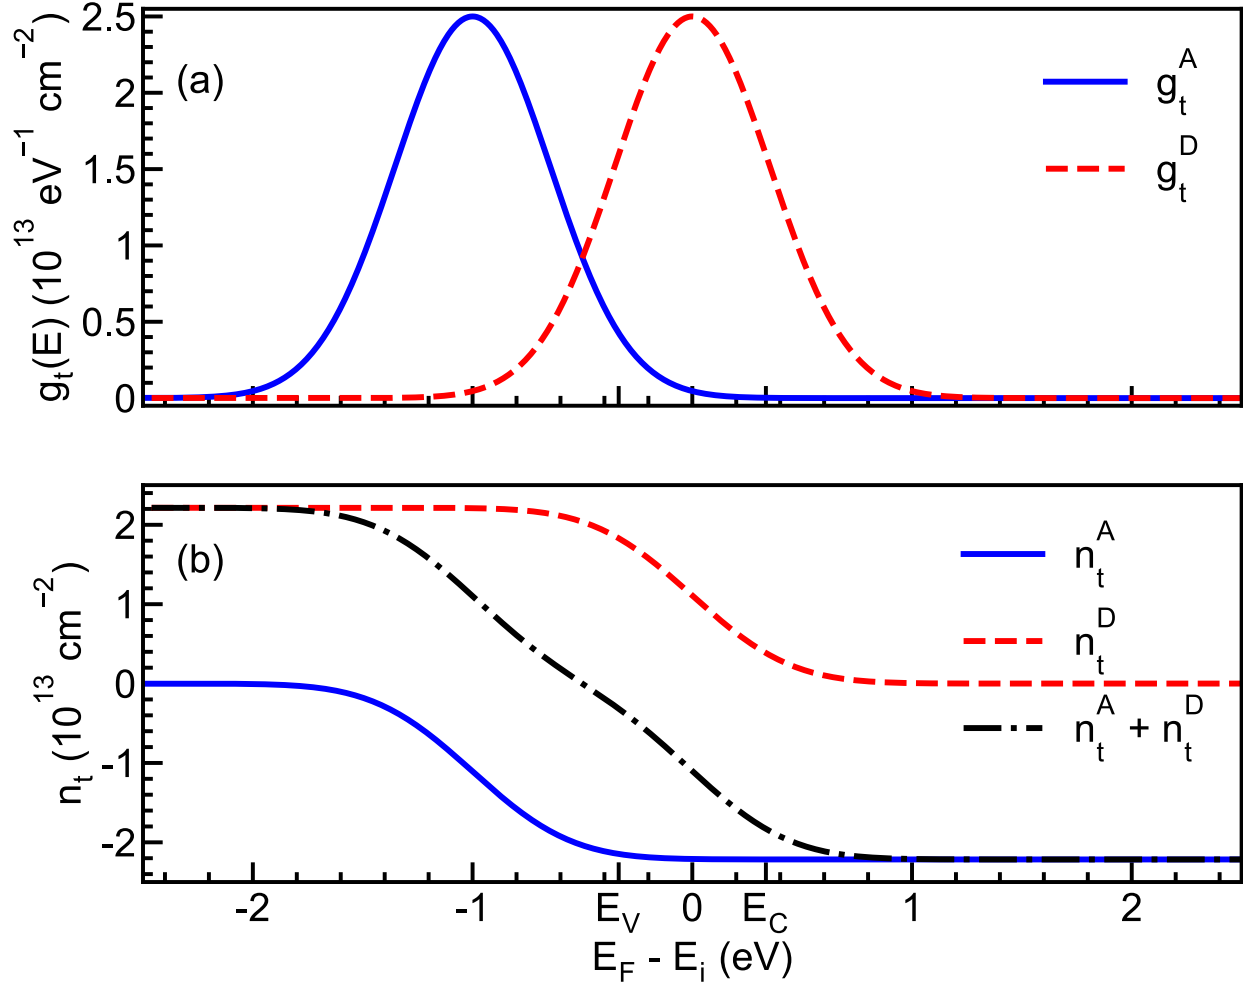 (a)
g_t(E) (10^13 eV^−1 cm^−2)
2.5
2
1.5
1
0.5
0
g_t^A
g_t^D
(b)
n_t (10^13 cm^−2)
2
1
0
-1
-2
n_t^A
n_t^D
n_t^A + n_t^D
-2 -1 E_V 0 E_C 1 2
E_F - E_i (eV)